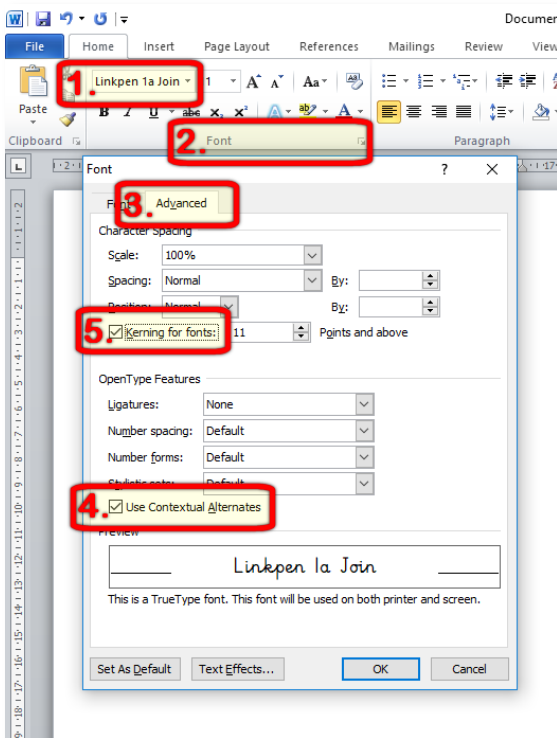 W
Documen
File Home Insert Page Layout References Mailings Review View
1. Linkpen 1a Join 1 A A Aa
Paste
B I U abc x₂ x² A ab A
Clipboard 2. Font Paragraph
L
Font ? ×
Font 3. Advanced
Character Spacing
Scale: 100%
Spacing: Normal By:
Position: Normal By:
5. Kerning for fonts: 11 Points and above
OpenType Features
Ligatures: None
Number spacing: Default
Number forms: Default
Stylistic sets: Default
4. Use Contextual Alternates
Preview
Linkpen 1a Join
This is a TrueType font. This font will be used on both printer and screen.
Set As Default Text Effects... OK Cancel